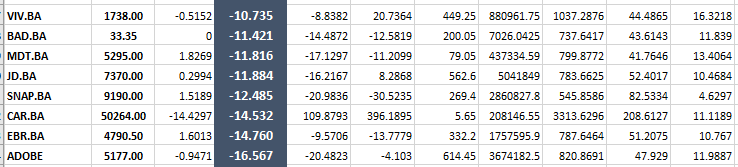 VIV.BA 1738.00 -0.5152 -10.735 -8.8382 20.7364 449.25 880961.75 1037.2876 44.4865 16.3218
BAD.BA 33.35 0 -11.421 -14.4872 -12.5819 200.05 7026.0425 737.6417 43.6143 11.839
MDT.BA 5295.00 1.8269 -11.816 -17.1297 -11.2099 79.05 437334.59 799.8772 41.7646 13.4064
JD.BA 7370.00 0.2994 -11.884 -16.2167 8.2868 562.6 5041849 783.6625 52.4017 10.4684
SNAP.BA 9190.00 1.5189 -12.485 -20.9836 -30.5235 269.4 2860827.8 545.8586 82.5334 4.6297
CAR.BA 50264.00 -14.4297 -14.532 109.8793 396.1895 5.65 208146.55 3313.6296 208.6127 11.1189
EBR.BA 4790.50 1.6013 -14.760 -9.5706 -13.7779 332.2 1757595.9 787.6464 51.2075 10.767
ADOBE 5177.00 -0.9471 -16.567 -20.4823 -4.103 614.45 3674182.5 820.8691 47.929 11.9887